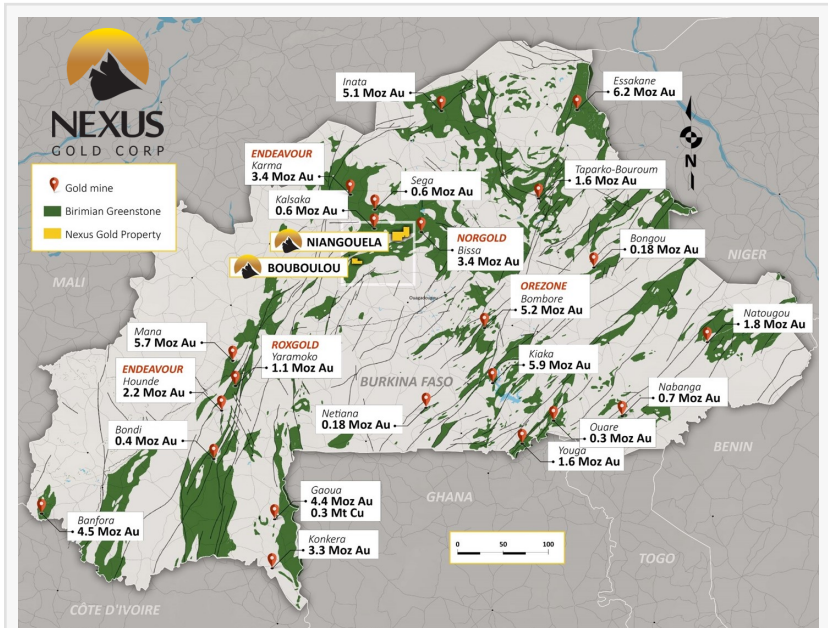 NEXUS
GOLD CORP
Gold mine
Birimian Greenstone
Nexus Gold Property
Inata
5.1 Moz Au
Essakane
6.2 Moz Au
N
ENDEAVOUR
Karma
3.4 Moz Au
Sega
0.6 Moz Au
Taparko-Bouroum
1.6 Moz Au
Kalsaka
0.6 Moz Au
NIANGOUELA
BOUBOULOU
NORGOLD
Bissa
3.4 Moz Au
Bongou
0.18 Moz Au
NIGER
MALI
Ouagadougou
OREZONE
Bombore
5.2 Moz Au
Natougou
1.8 Moz Au
Mana
5.7 Moz Au
ROXGOLD
Yaramoko
1.1 Moz Au
ENDEAVOUR
Hounde
2.2 Moz Au
BURKINA FASO
Kiaka
5.9 Moz Au
Netiana
0.18 Moz Au
Nabanga
0.7 Moz Au
Ouare
0.3 Moz Au
Bondi
0.4 Moz Au
Youga
1.6 Moz Au
BENIN
Gaoua
4.4 Moz Au
0.3 Mt Cu
GHANA
Banfora
4.5 Moz Au
Konkera
3.3 Moz Au
0 50 100
TOGO
CÔTE D'IVOIRE